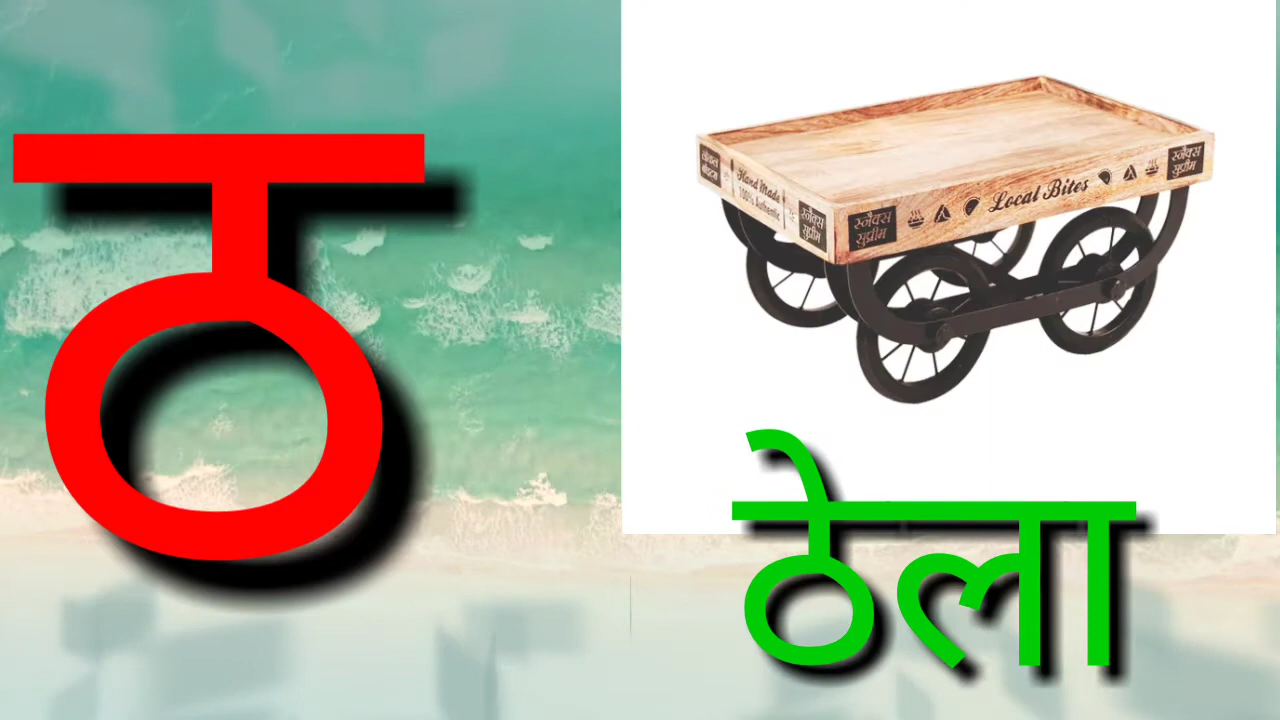 ठ
Hand Made
100% Authentic
स्नैक्स
सुप्रीम
स्नैक्स
सुप्रीम
Local Bites
स्नैक्स
सुप्रीम
ठेला